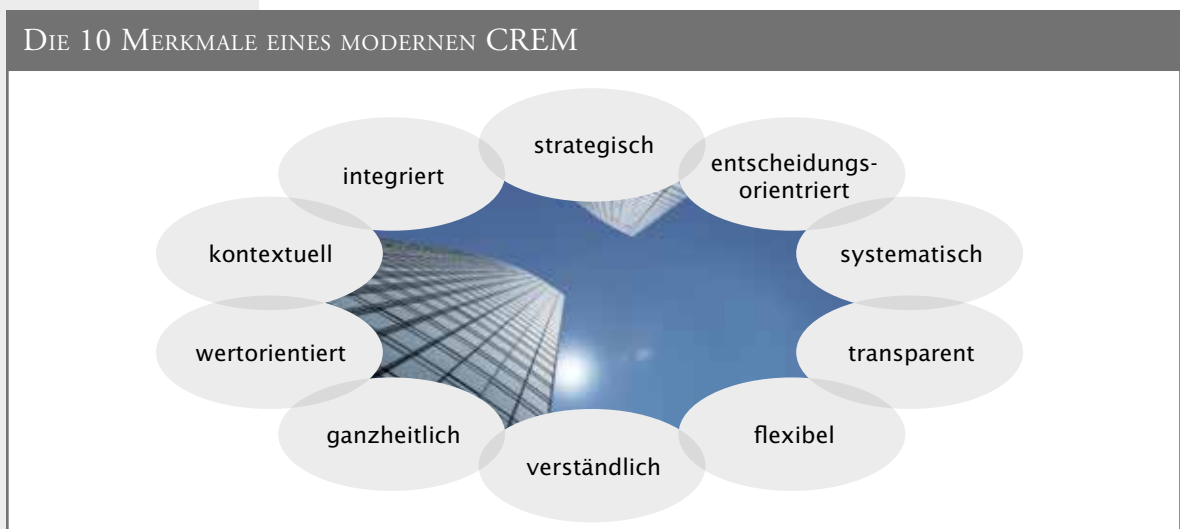 Die 10 Merkmale eines modernen CREM
strategisch
entscheidungs-
orientriert
systematisch
transparent
flexibel
verständlich
ganzheitlich
wertorientiert
kontextuell
integriert